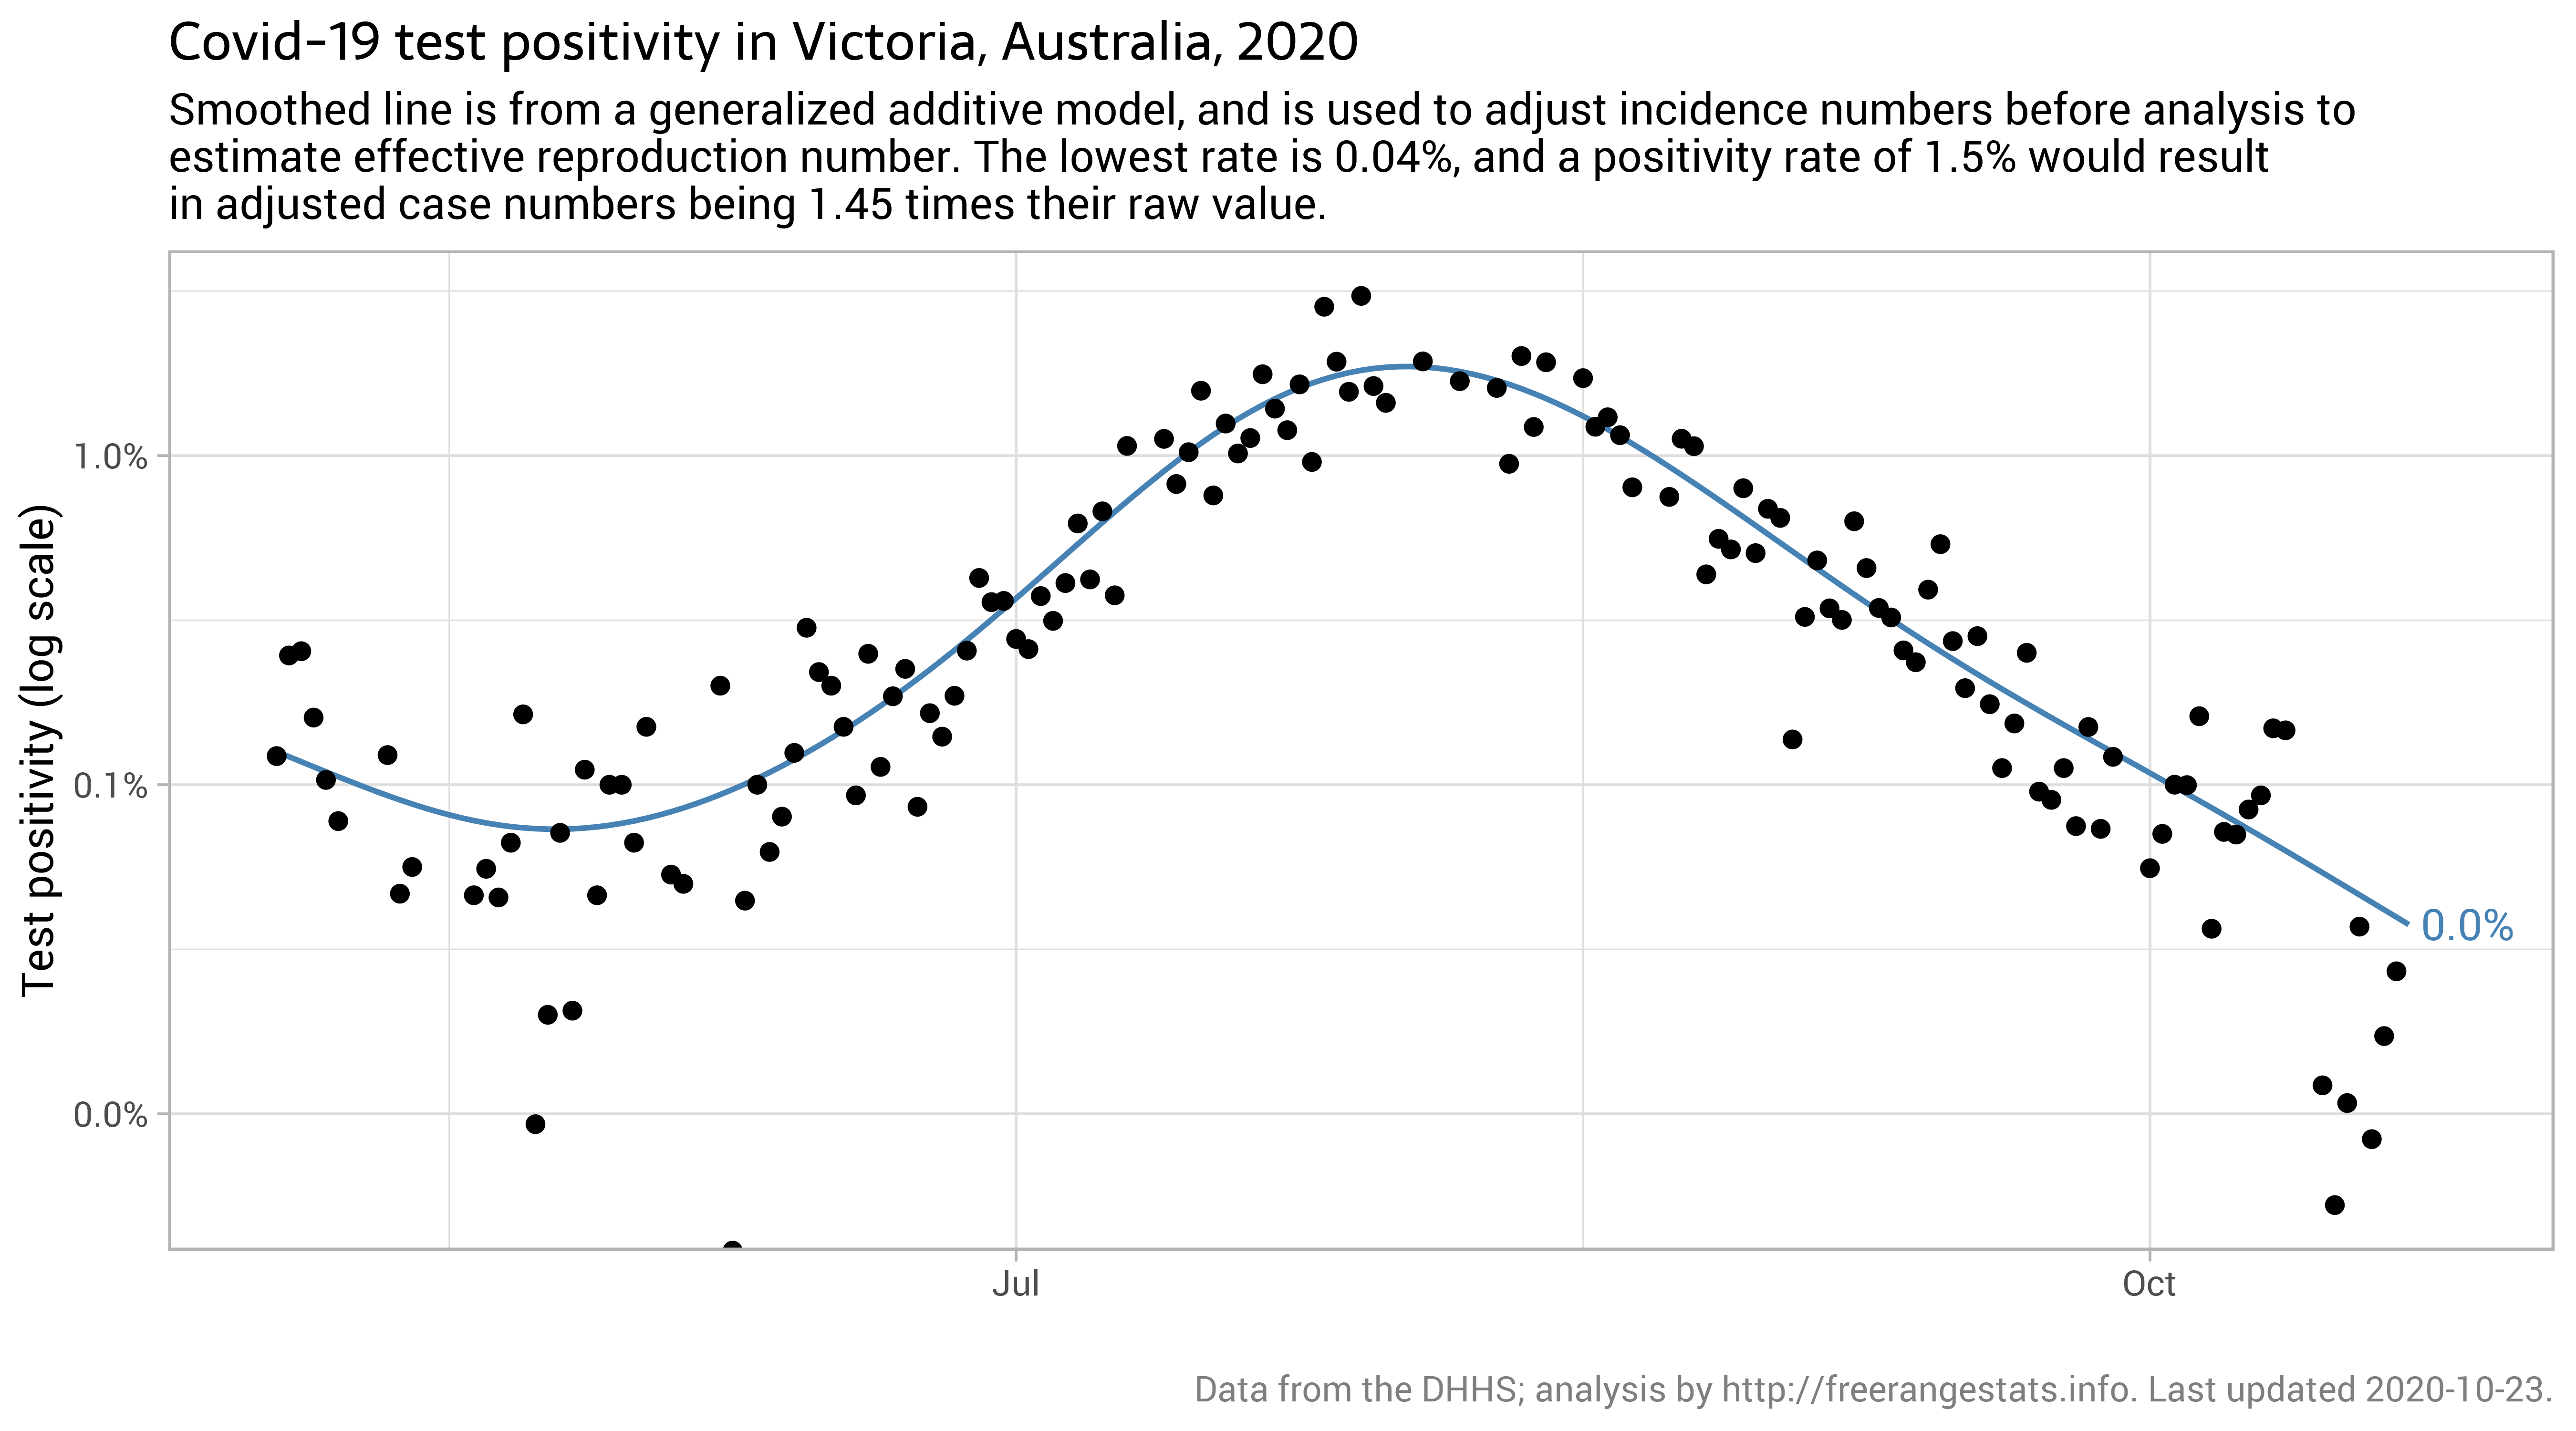 Covid-19 test positivity in Victoria, Australia, 2020
Smoothed line is from a generalized additive model, and is used to adjust incidence numbers before analysis to
estimate effective reproduction number. The lowest rate is 0.04%, and a positivity rate of 1.5% would result
in adjusted case numbers being 1.45 times their raw value.
Test positivity (log scale)
1.0%
0.1%
0.0%
0.0%
Jul
Oct
Data from the DHHS; analysis by http://freerangestats.info. Last updated 2020-10-23.